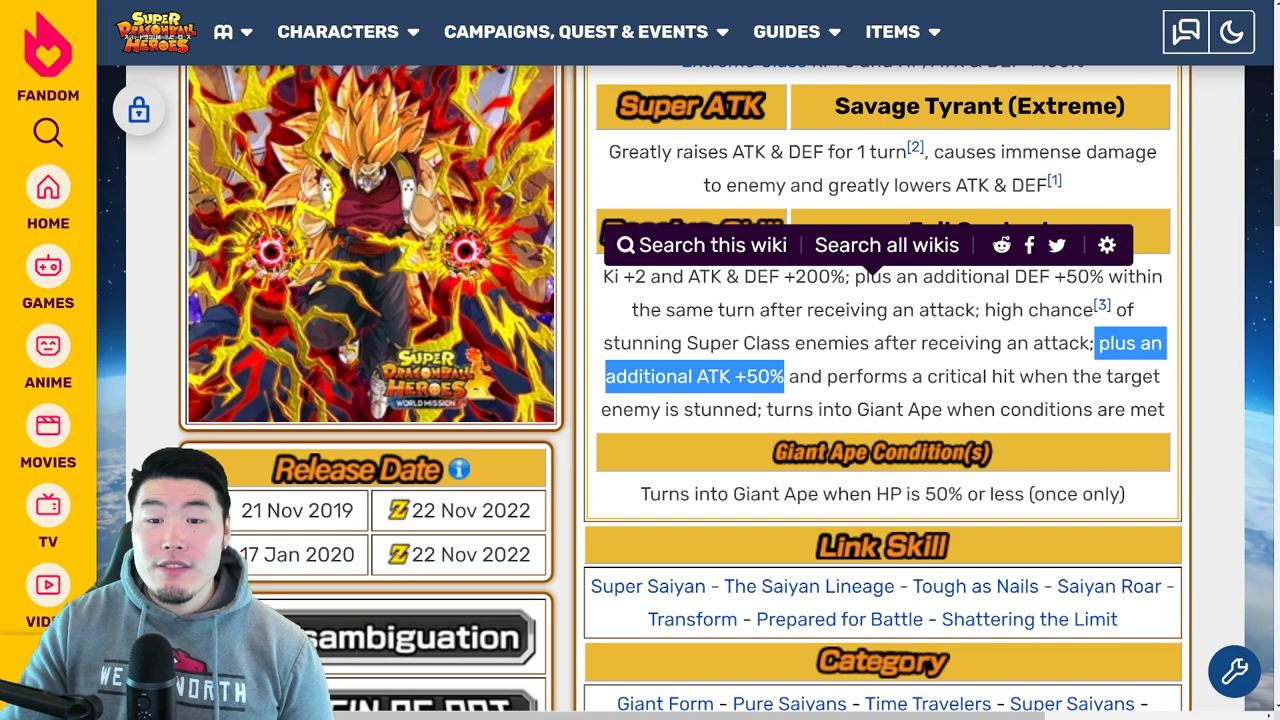 SUPER DRAGONBALL HEROES
CHARACTERS
CAMPAIGNS, QUEST & EVENTS
GUIDES
ITEMS
FANDOM
HOME
GAMES
ANIME
MOVIES
TV
SUPER DRAGONBALL HEROES
WORLD MISSION
Release Date
21 Nov 2019
Z 22 Nov 2022
17 Jan 2020
Z 22 Nov 2022
sambiguation
WE NORTH
Super ATK
Savage Tyrant (Extreme)
Greatly raises ATK & DEF for 1 turn[2], causes immense damage
to enemy and greatly lowers ATK & DEF[1]
Search this wiki
Search all wikis
Ki +2 and ATK & DEF +200%; plus an additional DEF +50% within
the same turn after receiving an attack; high chance[3] of
stunning Super Class enemies after receiving an attack; plus an
additional ATK +50% and performs a critical hit when the target
enemy is stunned; turns into Giant Ape when conditions are met
Giant Ape Condition(s)
Turns into Giant Ape when HP is 50% or less (once only)
Link Skill
Super Saiyan - The Saiyan Lineage - Tough as Nails - Saiyan Roar -
Transform - Prepared for Battle - Shattering the Limit
Category
Giant Form - Pure Saiyans - Time Travelers - Super Saiyans -